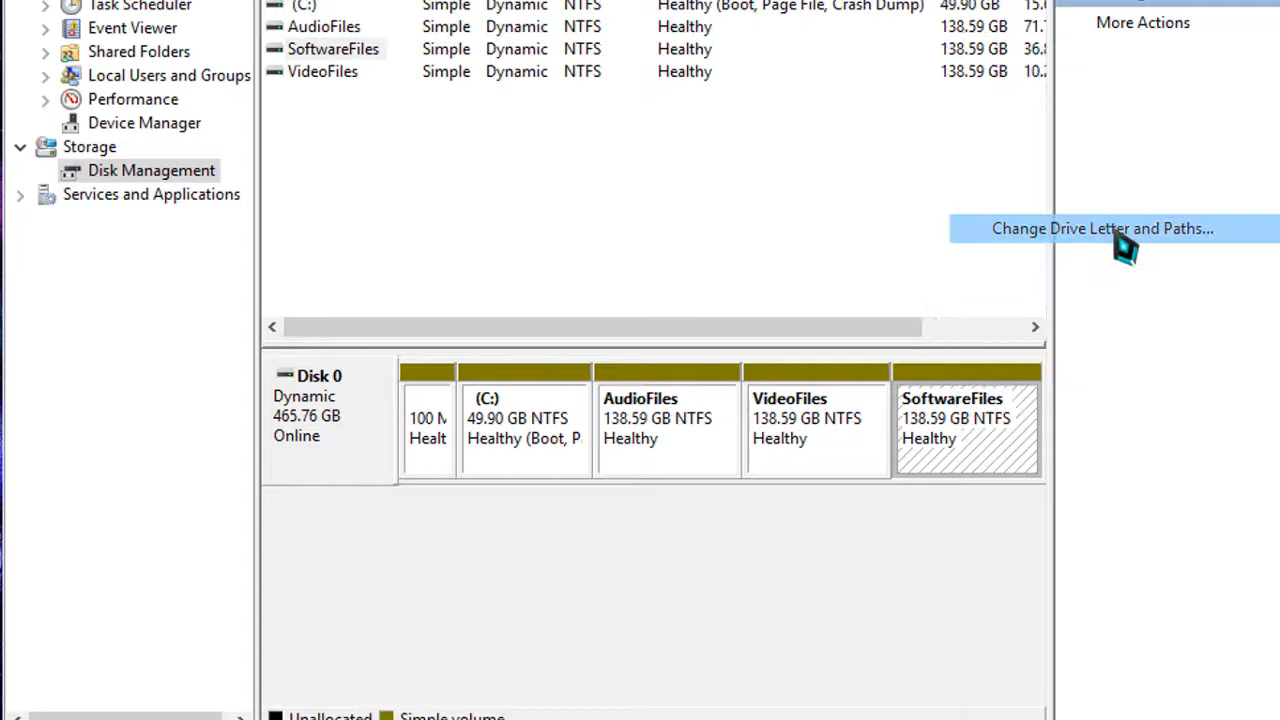 Task Scheduler
Event Viewer
Shared Folders
Local Users and Groups
Performance
Device Manager
Storage
Disk Management
Services and Applications
(C:) Simple Dynamic NTFS Healthy (Boot, Page File, Crash Dump) 49.90 GB 15.
AudioFiles Simple Dynamic NTFS Healthy 138.59 GB 71.
SoftwareFiles Simple Dynamic NTFS Healthy 138.59 GB 36.
VideoFiles Simple Dynamic NTFS Healthy 138.59 GB 10.
More Actions
Change Drive Letter and Paths...
Disk 0
Dynamic
465.76 GB
Online
100 M
Healt
(C:)
49.90 GB NTFS
Healthy (Boot, P
AudioFiles
138.59 GB NTFS
Healthy
VideoFiles
138.59 GB NTFS
Healthy
SoftwareFiles
138.59 GB NTFS
Healthy
Unallocated Simple volume